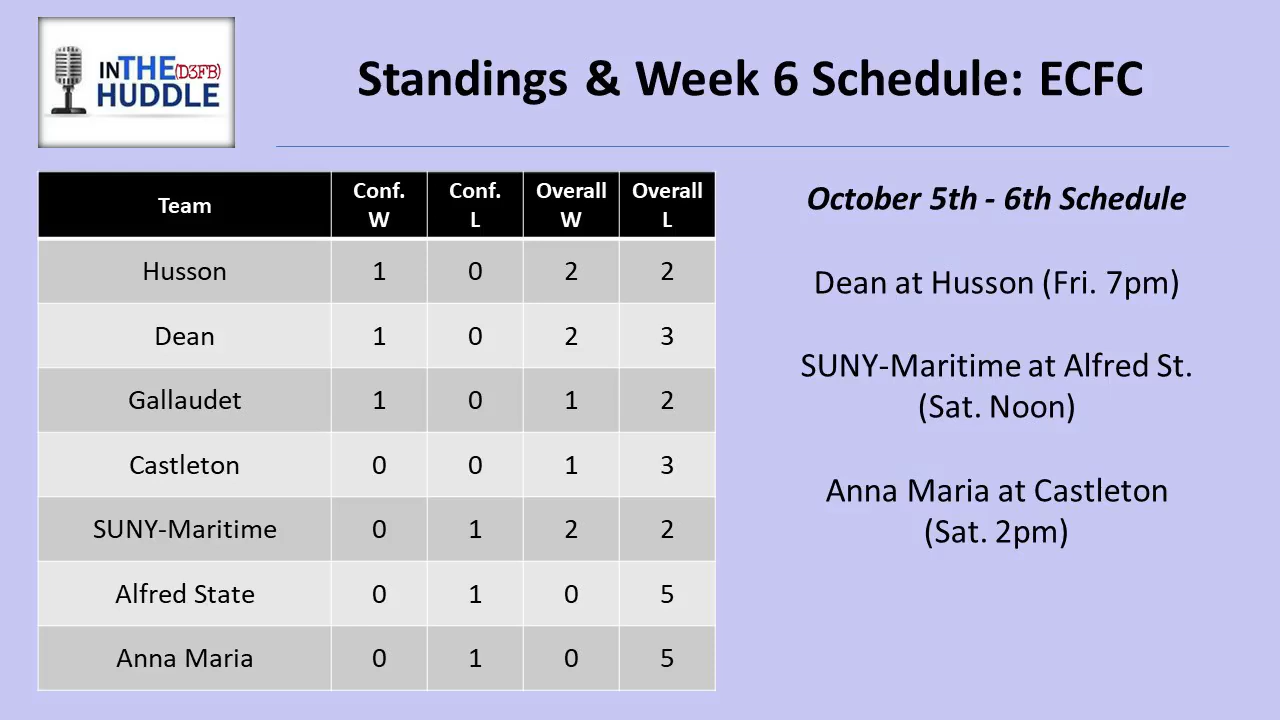 IN THE (D3FB)
HUDDLE
Standings & Week 6 Schedule: ECFC
Team Conf. W Conf. L Overall W Overall L
Husson 1 0 2 2
Dean 1 0 2 3
Gallaudet 1 0 1 2
Castleton 0 0 1 3
SUNY-Maritime 0 1 2 2
Alfred State 0 1 0 5
Anna Maria 0 1 0 5
October 5th - 6th Schedule
Dean at Husson (Fri. 7pm)
SUNY-Maritime at Alfred St.
(Sat. Noon)
Anna Maria at Castleton
(Sat. 2pm)